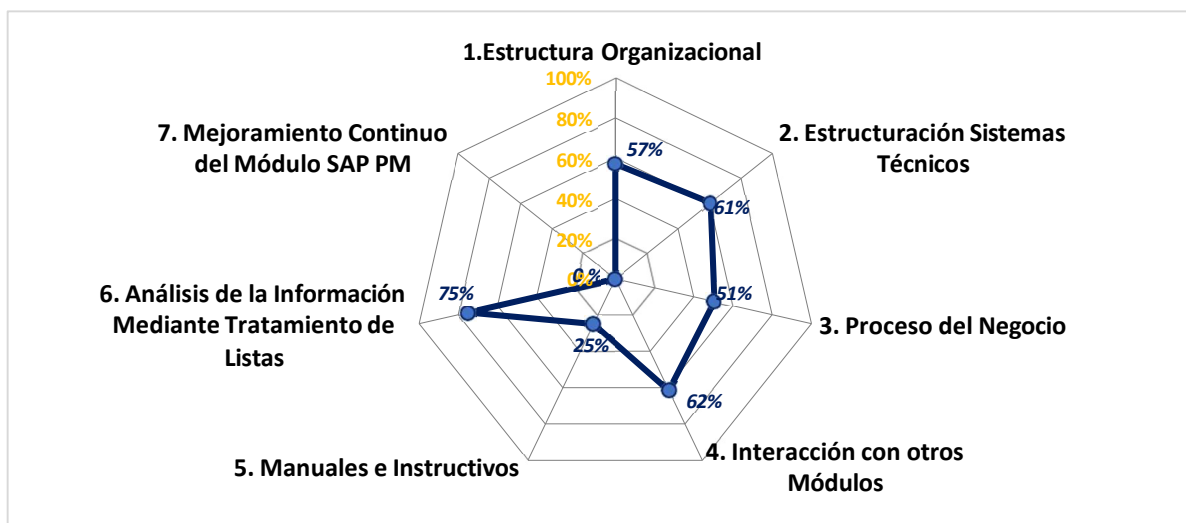 1.Estructura Organizacional
100%
80%
60%
40%
20%
0%
57%
2. Estructuración Sistemas
Técnicos
61%
51%
3. Proceso del Negocio
62%
4. Interacción con otros
Módulos
25%
5. Manuales e Instructivos
75%
6. Análisis de la Información
Mediante Tratamiento de
Listas
0%
7. Mejoramiento Continuo
del Módulo SAP PM